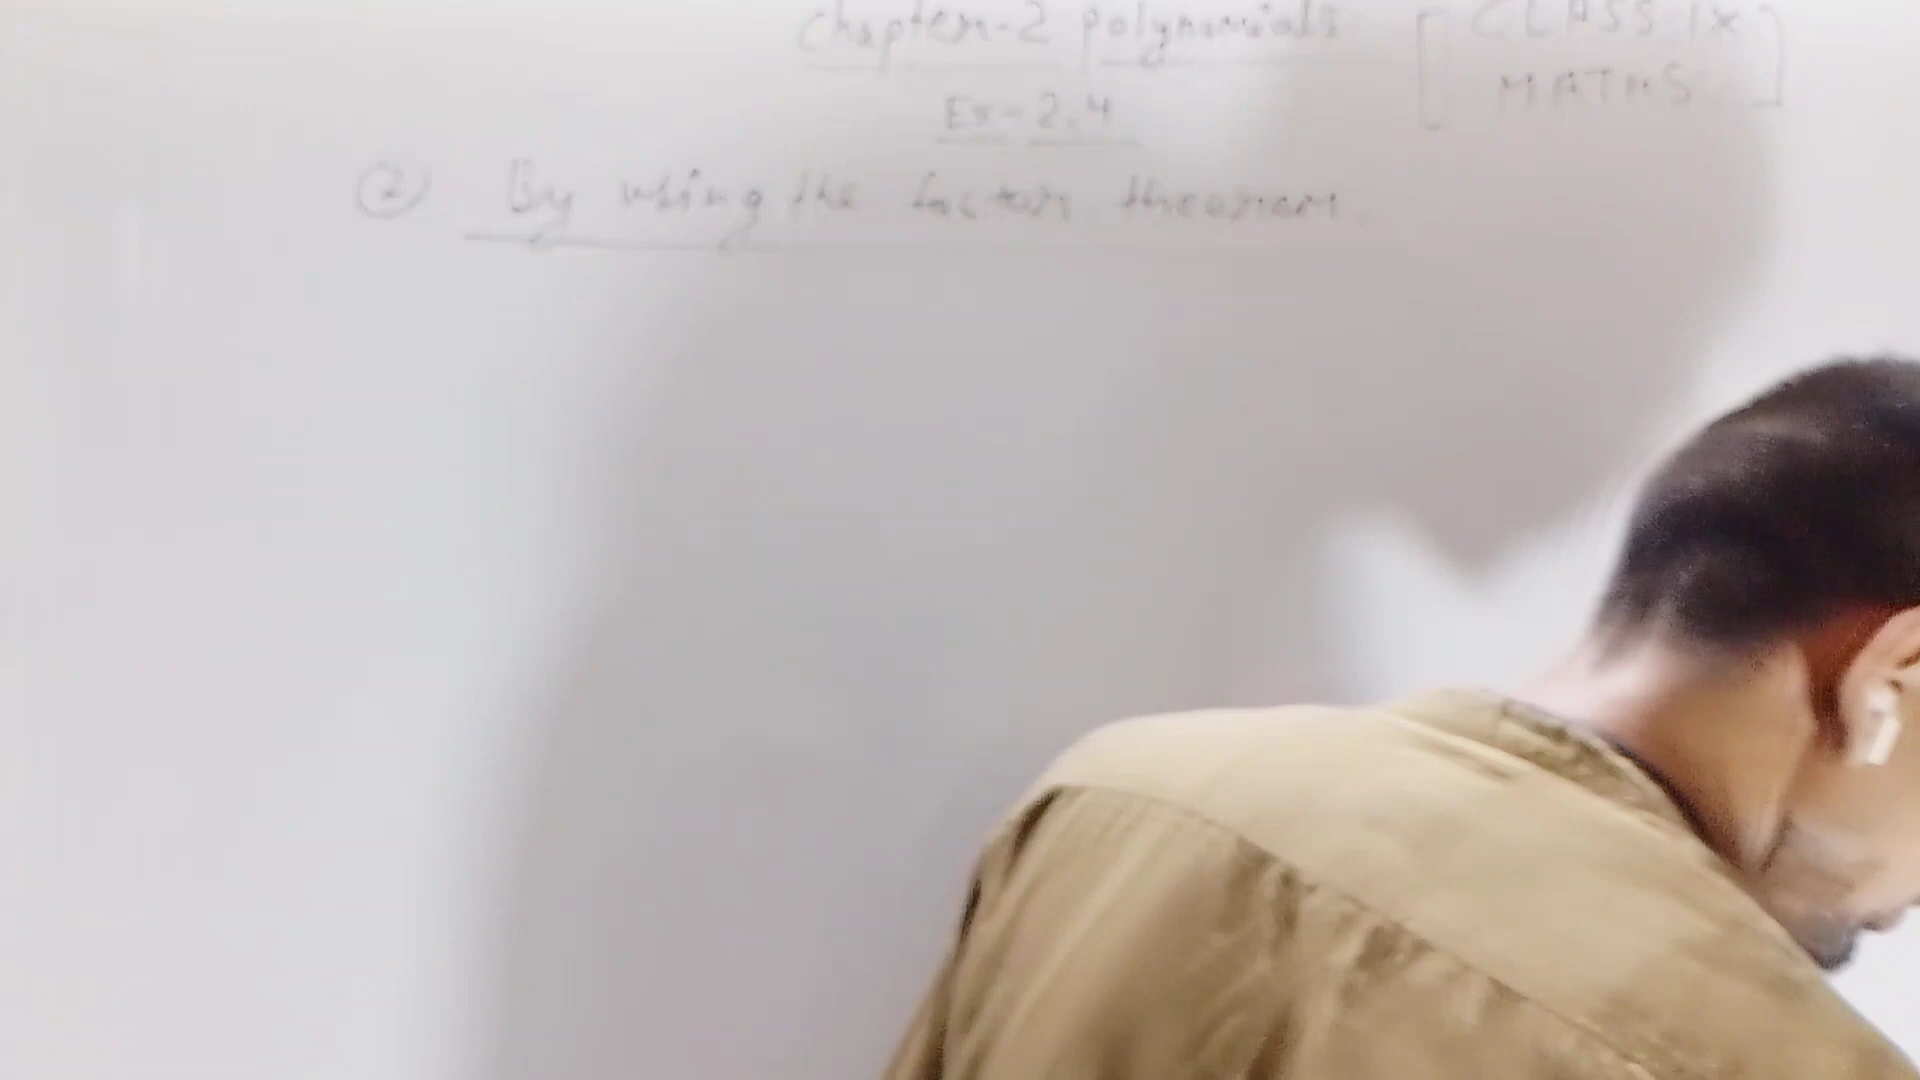 Chapter-2 polynomials [CLASS IX
MATHS]
Ex-2.4
② By using the factor theorem.